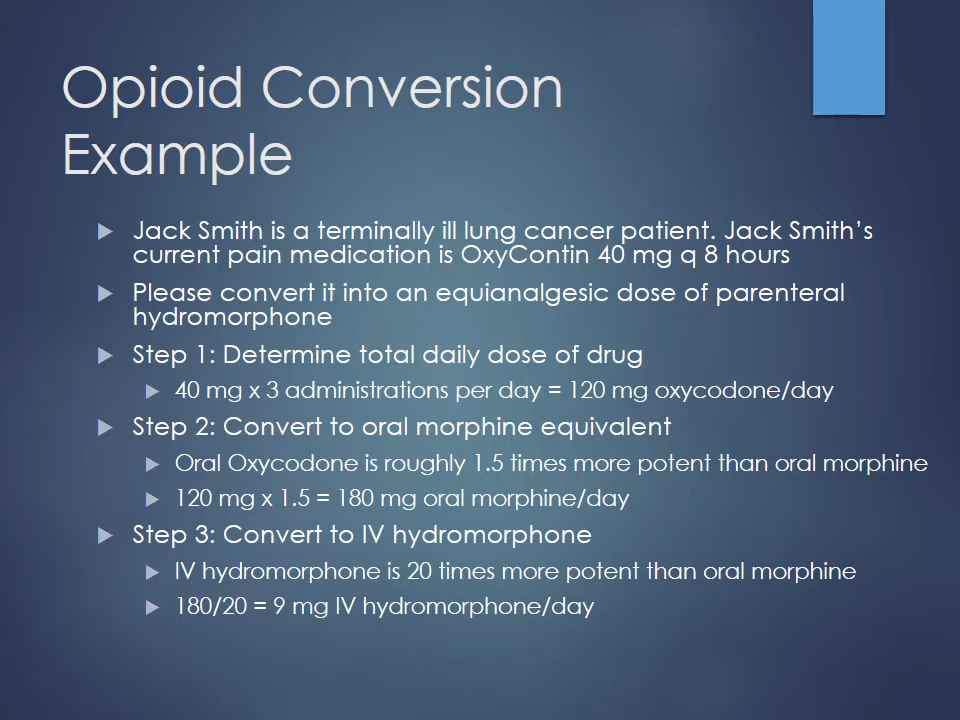 Opioid Conversion
Example
Jack Smith is a terminally ill lung cancer patient. Jack Smith’s
current pain medication is OxyContin 40 mg q 8 hours
Please convert it into an equianalgesic dose of parenteral
hydromorphone
Step 1: Determine total daily dose of drug
40 mg x 3 administrations per day = 120 mg oxycodone/day
Step 2: Convert to oral morphine equivalent
Oral Oxycodone is roughly 1.5 times more potent than oral morphine
120 mg x 1.5 = 180 mg oral morphine/day
Step 3: Convert to IV hydromorphone
IV hydromorphone is 20 times more potent than oral morphine
180/20 = 9 mg IV hydromorphone/day